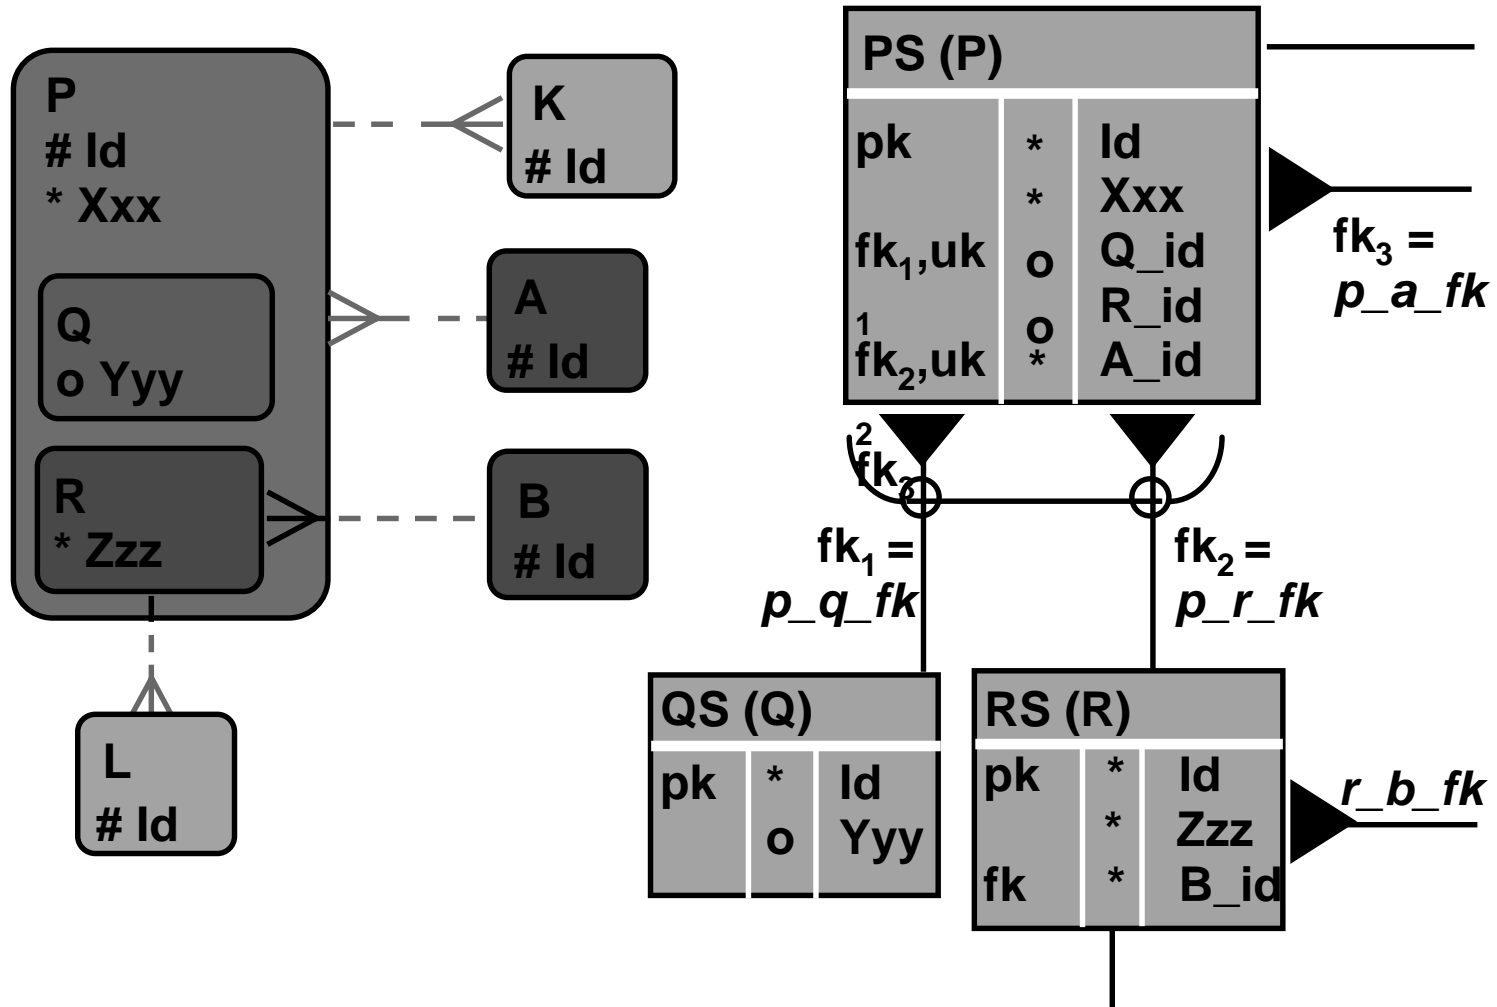 P
# Id
* Xxx
Q
o Yyy
R
* Zzz
K
# Id
A
# Id
B
# Id
L
# Id
PS (P)
pk * Id
* Xxx
fk1,uk o Q_id
1 o R_id
fk2,uk * A_id
2
fk3
fk3 =
p_a_fk
fk1 =
p_q_fk
fk2 =
p_r_fk
QS (Q)
pk * Id
o Yyy
RS (R)
pk * Id
* Zzz
fk * B_id
r_b_fk